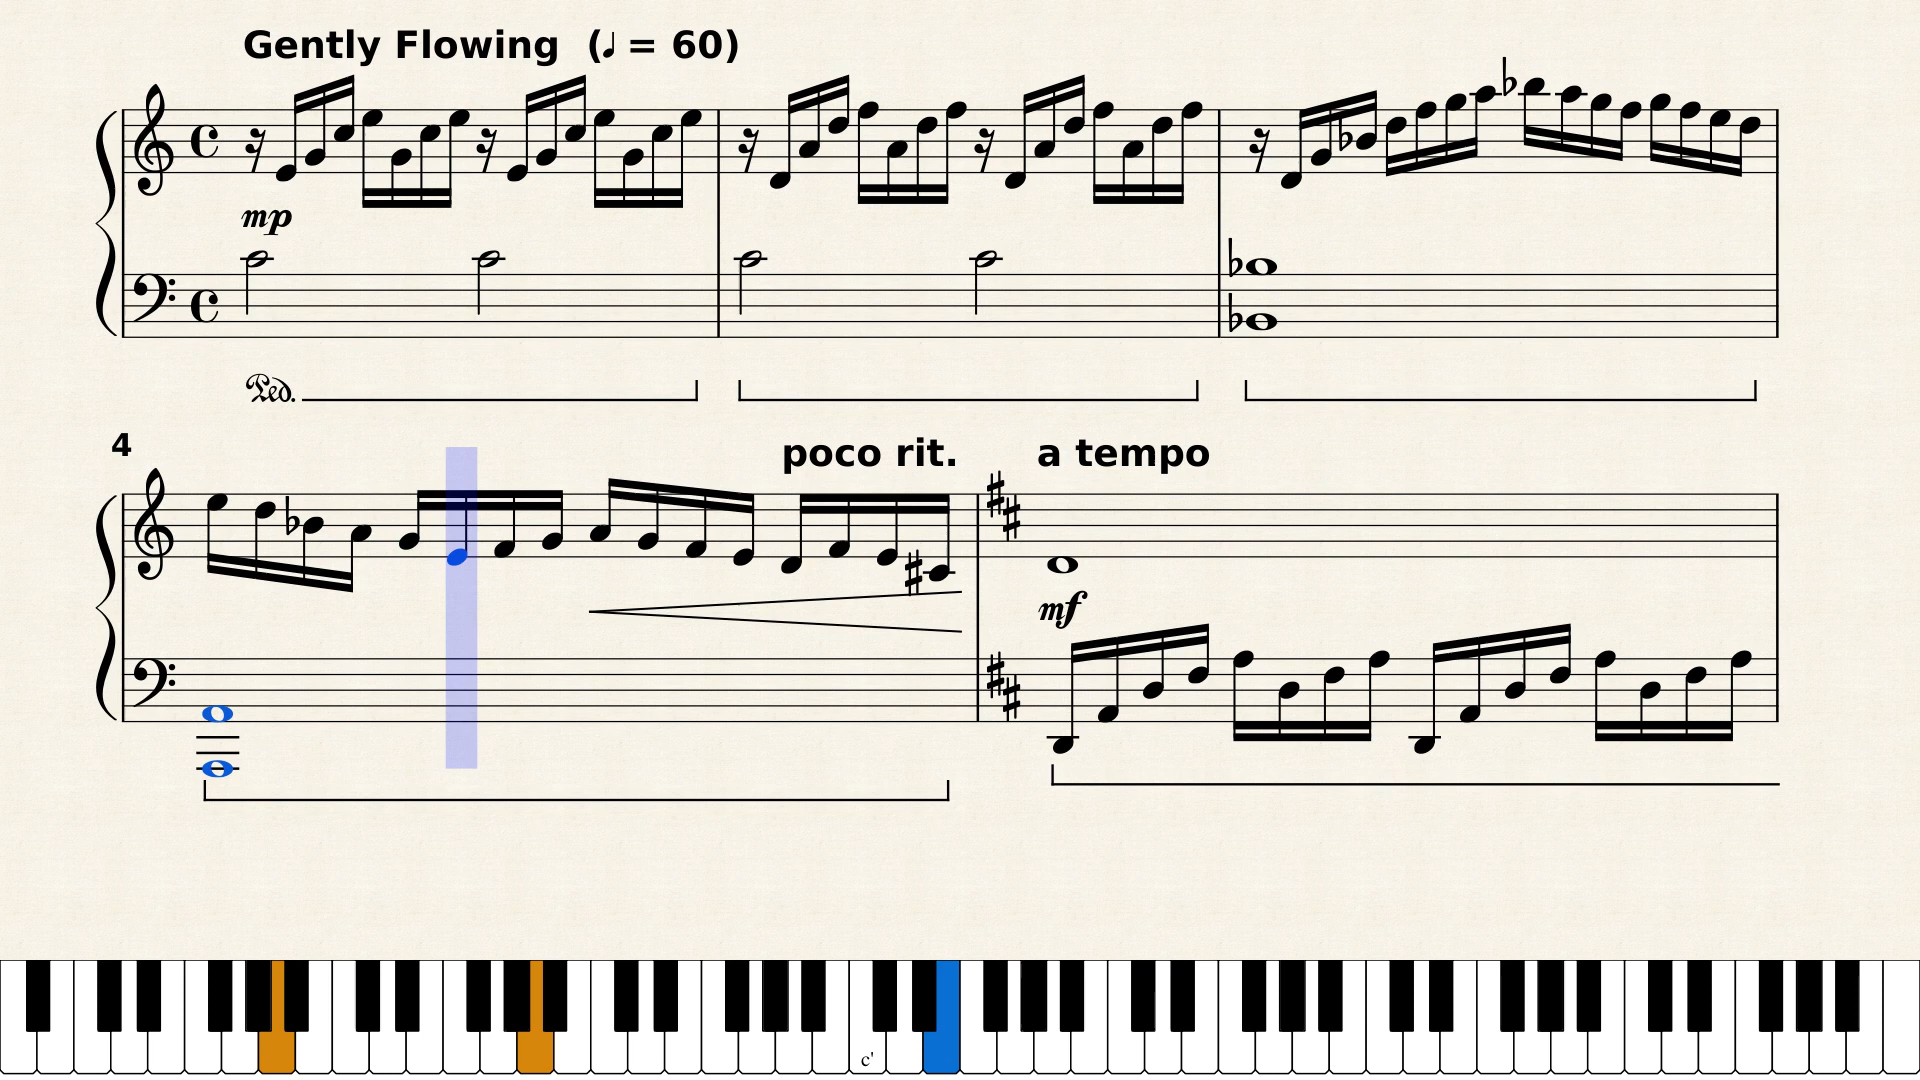 Gently Flowing (♩ = 60)
mp
Ped.
4
poco rit.
a tempo
mf
c'